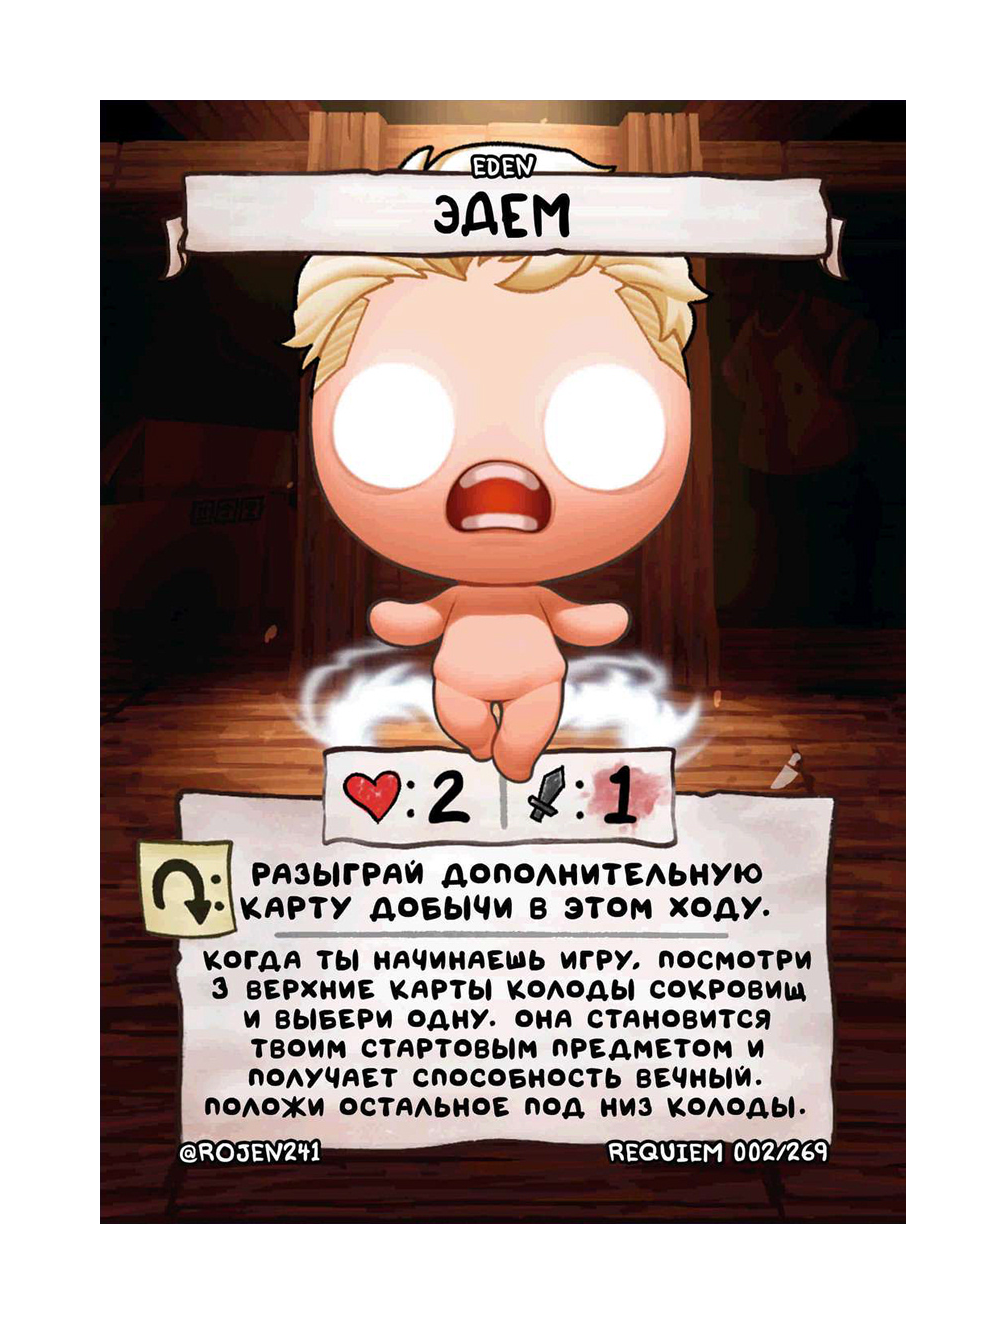 EDEN
ЭДЕМ
: 2 : 1
РАЗЫГРАЙ ДОПОЛНИТЕЛЬНУЮ
КАРТУ ДОБЫЧИ В ЭТОМ ХОДУ.
КОГДА ТЫ НАЧИНАЕШЬ ИГРУ, ПОСМОТРИ
3 ВЕРХНИЕ КАРТЫ КОЛОДЫ СОКРОВИЩ
И ВЫБЕРИ ОДНУ. ОНА СТАНОВИТСЯ
ТВОИМ СТАРТОВЫМ ПРЕДМЕТОМ И
ПОЛУЧАЕТ СПОСОБНОСТЬ ВЕЧНЫЙ.
ПОЛОЖИ ОСТАЛЬНОЕ ПОД НИЗ КОЛОДЫ.
@ROJEN241
REQUIEM 002/269